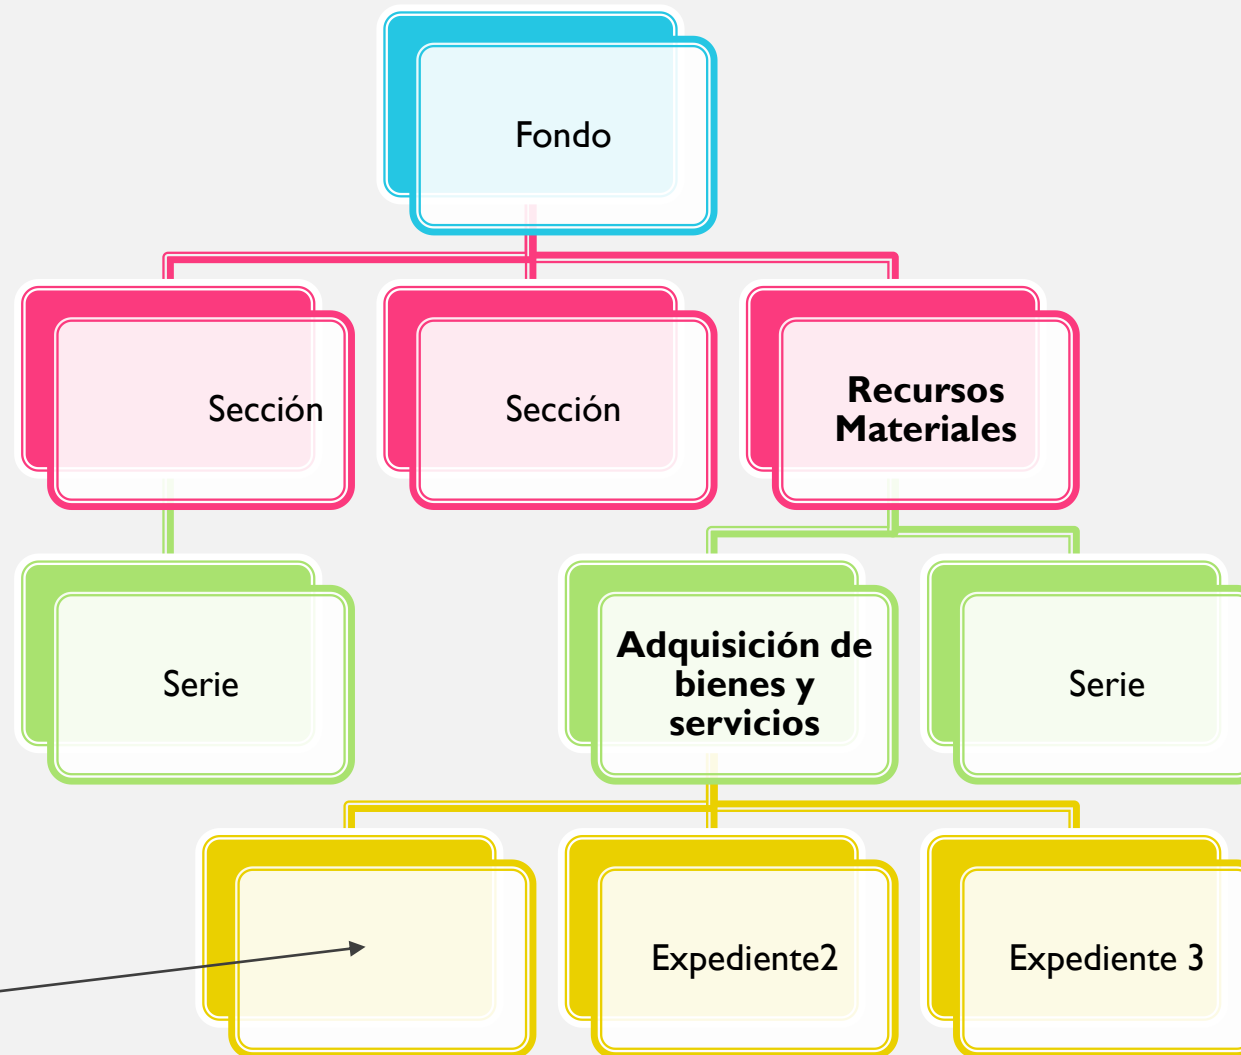 Fondo
Sección
Sección
Recursos
Materiales
Serie
Adquisición de
bienes y
servicios
Serie
Expediente2
Expediente 3